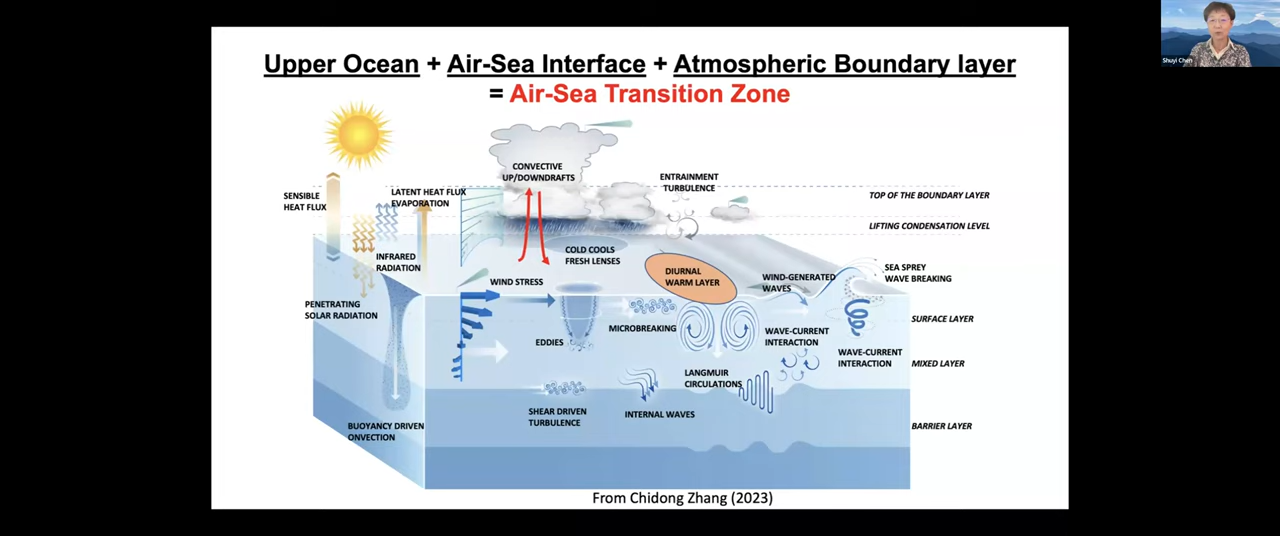 Upper Ocean + Air-Sea Interface + Atmospheric Boundary layer
= Air-Sea Transition Zone
Shuyi Chen
CONVECTIVE
UP/DOWNDRAFTS
ENTRAINMENT
TURBULENCE
SENSIBLE
HEAT FLUX
LATENT HEAT FLUX
EVAPORATION
TOP OF THE BOUNDARY LAYER
LIFTING CONDENSATION LEVEL
INFRARED
RADIATION
COLD COOLS
FRESH LENSES
DIURNAL
WARM LAYER
WIND-GENERATED
WAVES
SEA SPREY
WAVE BREAKING
WIND STRESS
PENETRATING
SOLAR RADIATION
MICROBREAKING
SURFACE LAYER
EDDIES
WAVE-CURRENT
INTERACTION
WAVE-CURRENT
INTERACTION
MIXED LAYER
LANGMUIR
CIRCULATIONS
SHEAR DRIVEN
TURBULENCE
INTERNAL WAVES
BUOYANCY DRIVEN
ONVECTION
BARRIER LAYER
From Chidong Zhang (2023)